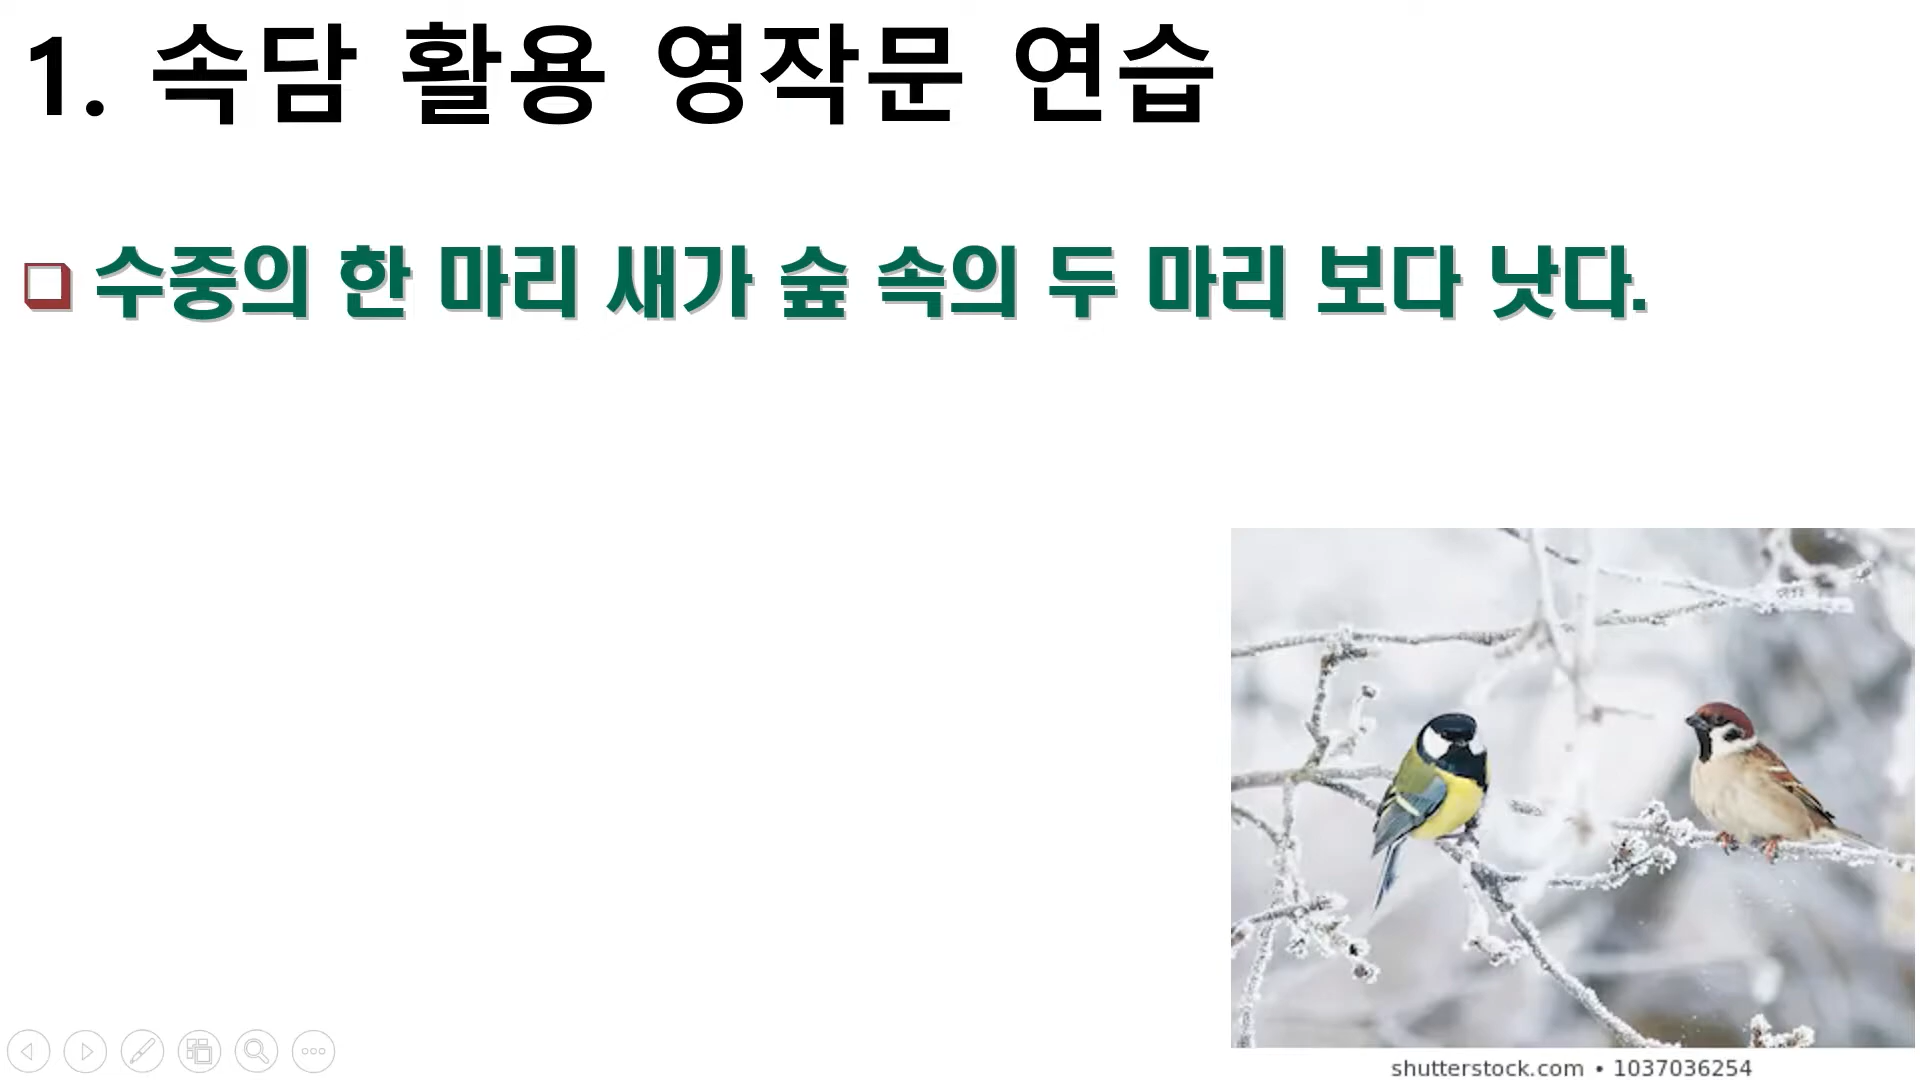 1. 속담 활용 영작문 연습
수중의 한 마리 새가 숲 속의 두 마리 보다 낫다.
shutterstock.com • 1037036254